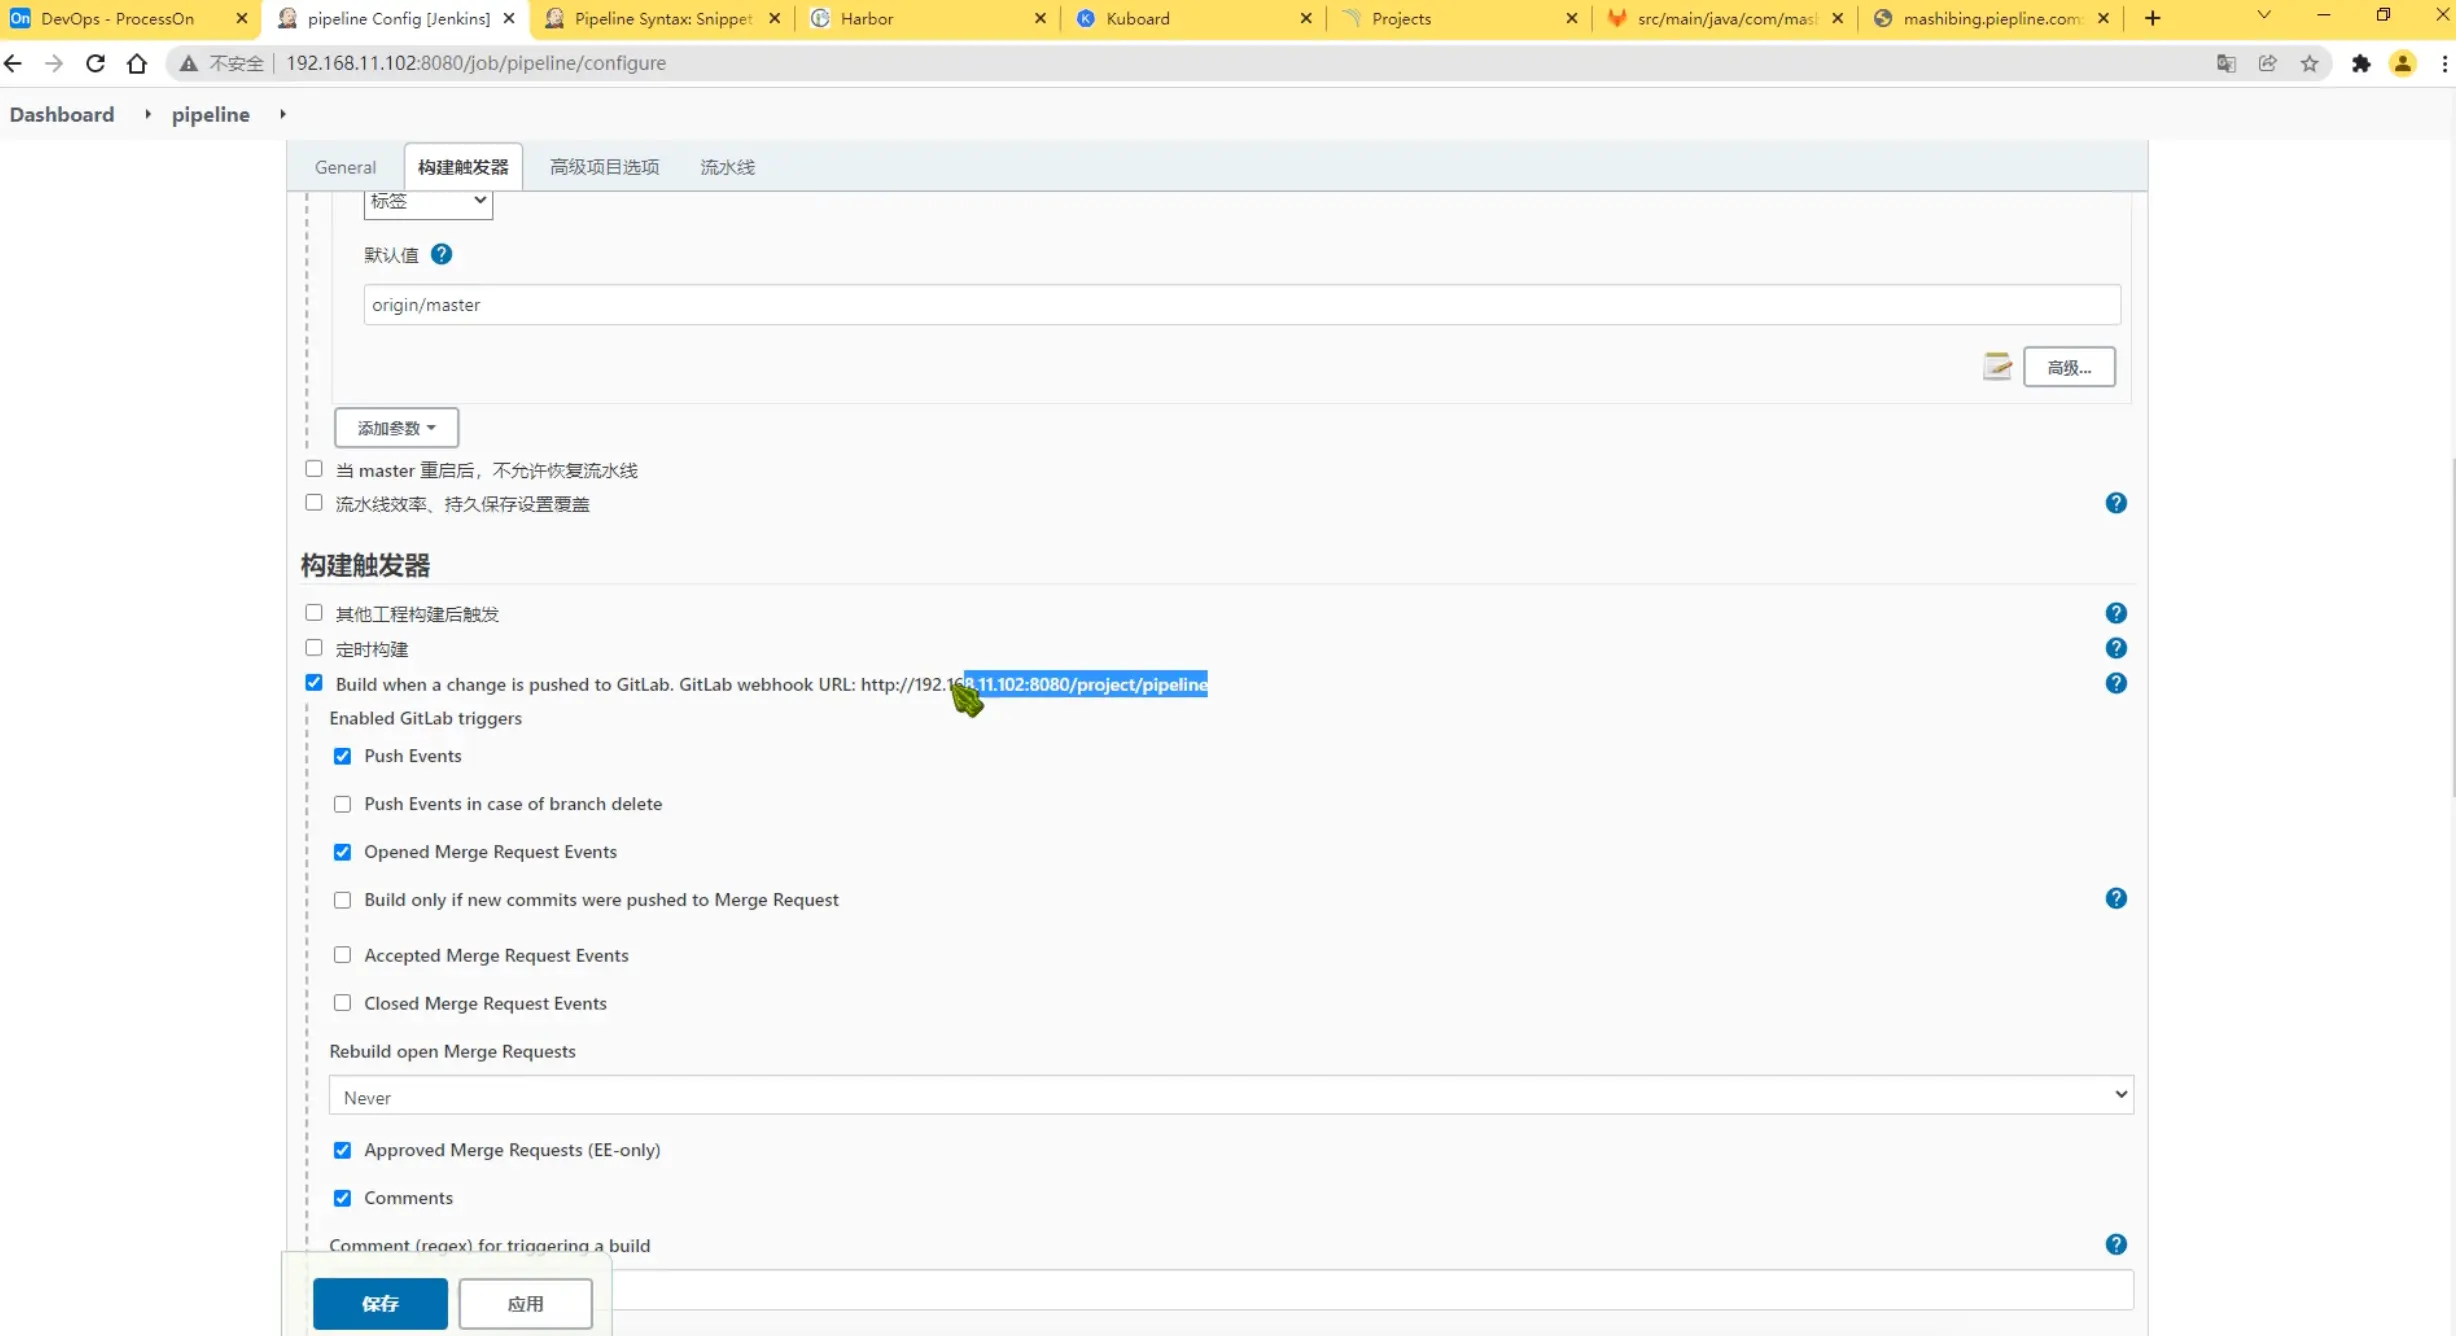 DevOps - ProcessOn
pipeline Config [Jenkins]
Pipeline Syntax: Snippet
Harbor
Kuboard
Projects
src/main/java/com/mas
mashibing.piepline.com:
不安全
192.168.11.102:8080/job/pipeline/configure
Dashboard
pipeline
General
构建触发器
高级项目选项
流水线
标签
默认值
origin/master
高级...
添加参数
当 master 重启后，不允许恢复流水线
流水线效率、持久保存设置覆盖
构建触发器
其他工程构建后触发
定时构建
Build when a change is pushed to GitLab. GitLab webhook URL: http://192.168.11.102:8080/project/pipeline
Enabled GitLab triggers
Push Events
Push Events in case of branch delete
Opened Merge Request Events
Build only if new commits were pushed to Merge Request
Accepted Merge Request Events
Closed Merge Request Events
Rebuild open Merge Requests
Never
Approved Merge Requests (EE-only)
Comments
Comment (regex) for triggering a build
保存
应用